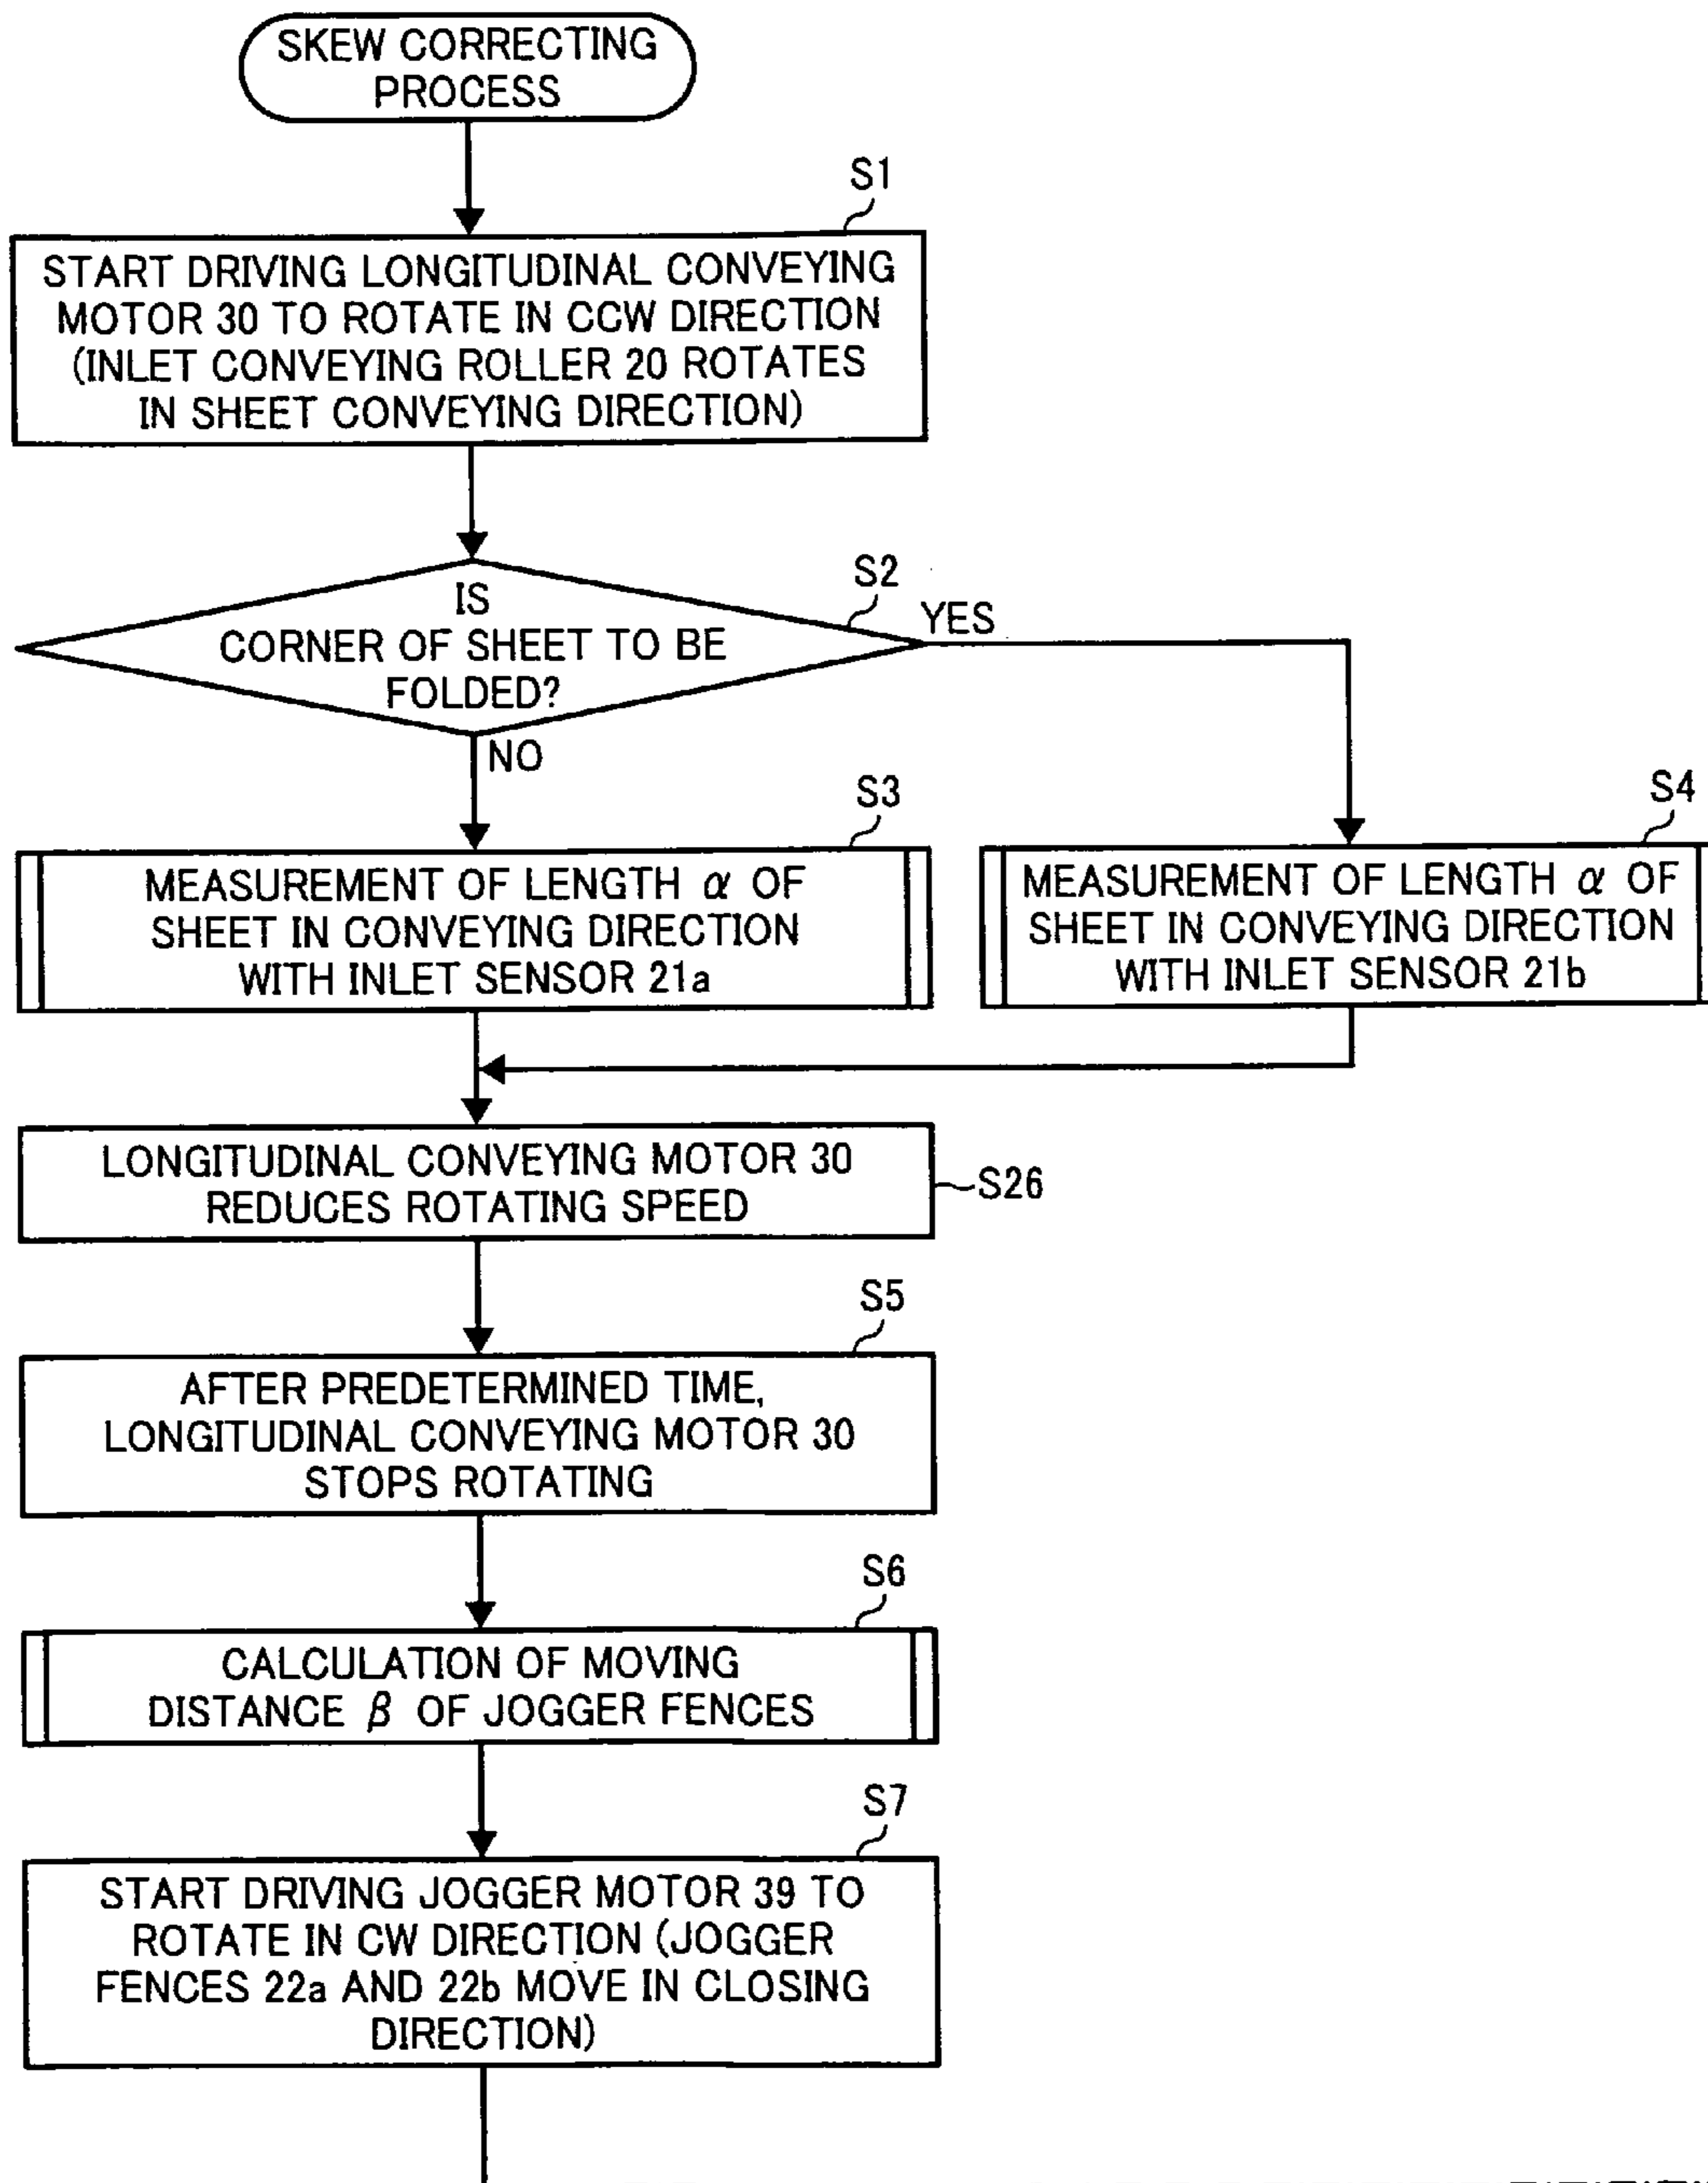 SKEW CORRECTING
PROCESS
S1
START DRIVING LONGITUDINAL CONVEYING
MOTOR 30 TO ROTATE IN CCW DIRECTION
(INLET CONVEYING ROLLER 20 ROTATES
IN SHEET CONVEYING DIRECTION)
S2
IS
CORNER OF SHEET TO BE
FOLDED?
YES
NO
S3
MEASUREMENT OF LENGTH α OF
SHEET IN CONVEYING DIRECTION
WITH INLET SENSOR 21a
S4
MEASUREMENT OF LENGTH α OF
SHEET IN CONVEYING DIRECTION
WITH INLET SENSOR 21b
LONGITUDINAL CONVEYING MOTOR 30
REDUCES ROTATING SPEED
S26
S5
AFTER PREDETERMINED TIME,
LONGITUDINAL CONVEYING MOTOR 30
STOPS ROTATING
S6
CALCULATION OF MOVING
DISTANCE β OF JOGGER FENCES
S7
START DRIVING JOGGER MOTOR 39 TO
ROTATE IN CW DIRECTION (JOGGER
FENCES 22a AND 22b MOVE IN CLOSING
DIRECTION)